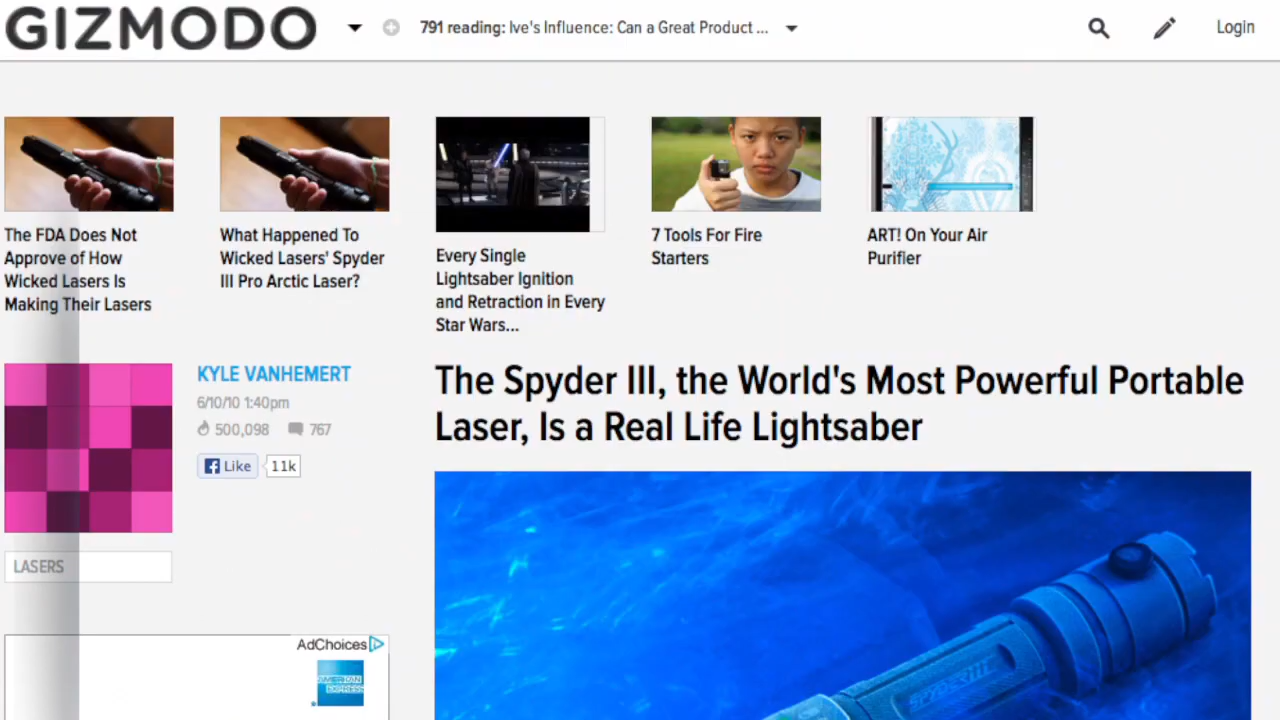 GIZMODO
791 reading: Ive's Influence: Can a Great Product ...
Login
The FDA Does Not
Approve of How
Wicked Lasers Is
Making Their Lasers
What Happened To
Wicked Lasers' Spyder
III Pro Arctic Laser?
Every Single
Lightsaber Ignition
and Retraction in Every
Star Wars...
7 Tools For Fire
Starters
ART! On Your Air
Purifier
KYLE VANHEMERT
6/10/10 1:40pm
500,098 767
Like 11k
LASERS
The Spyder III, the World's Most Powerful Portable
Laser, Is a Real Life Lightsaber
AdChoices
AMERICAN
EXPRESS
SPYDER III